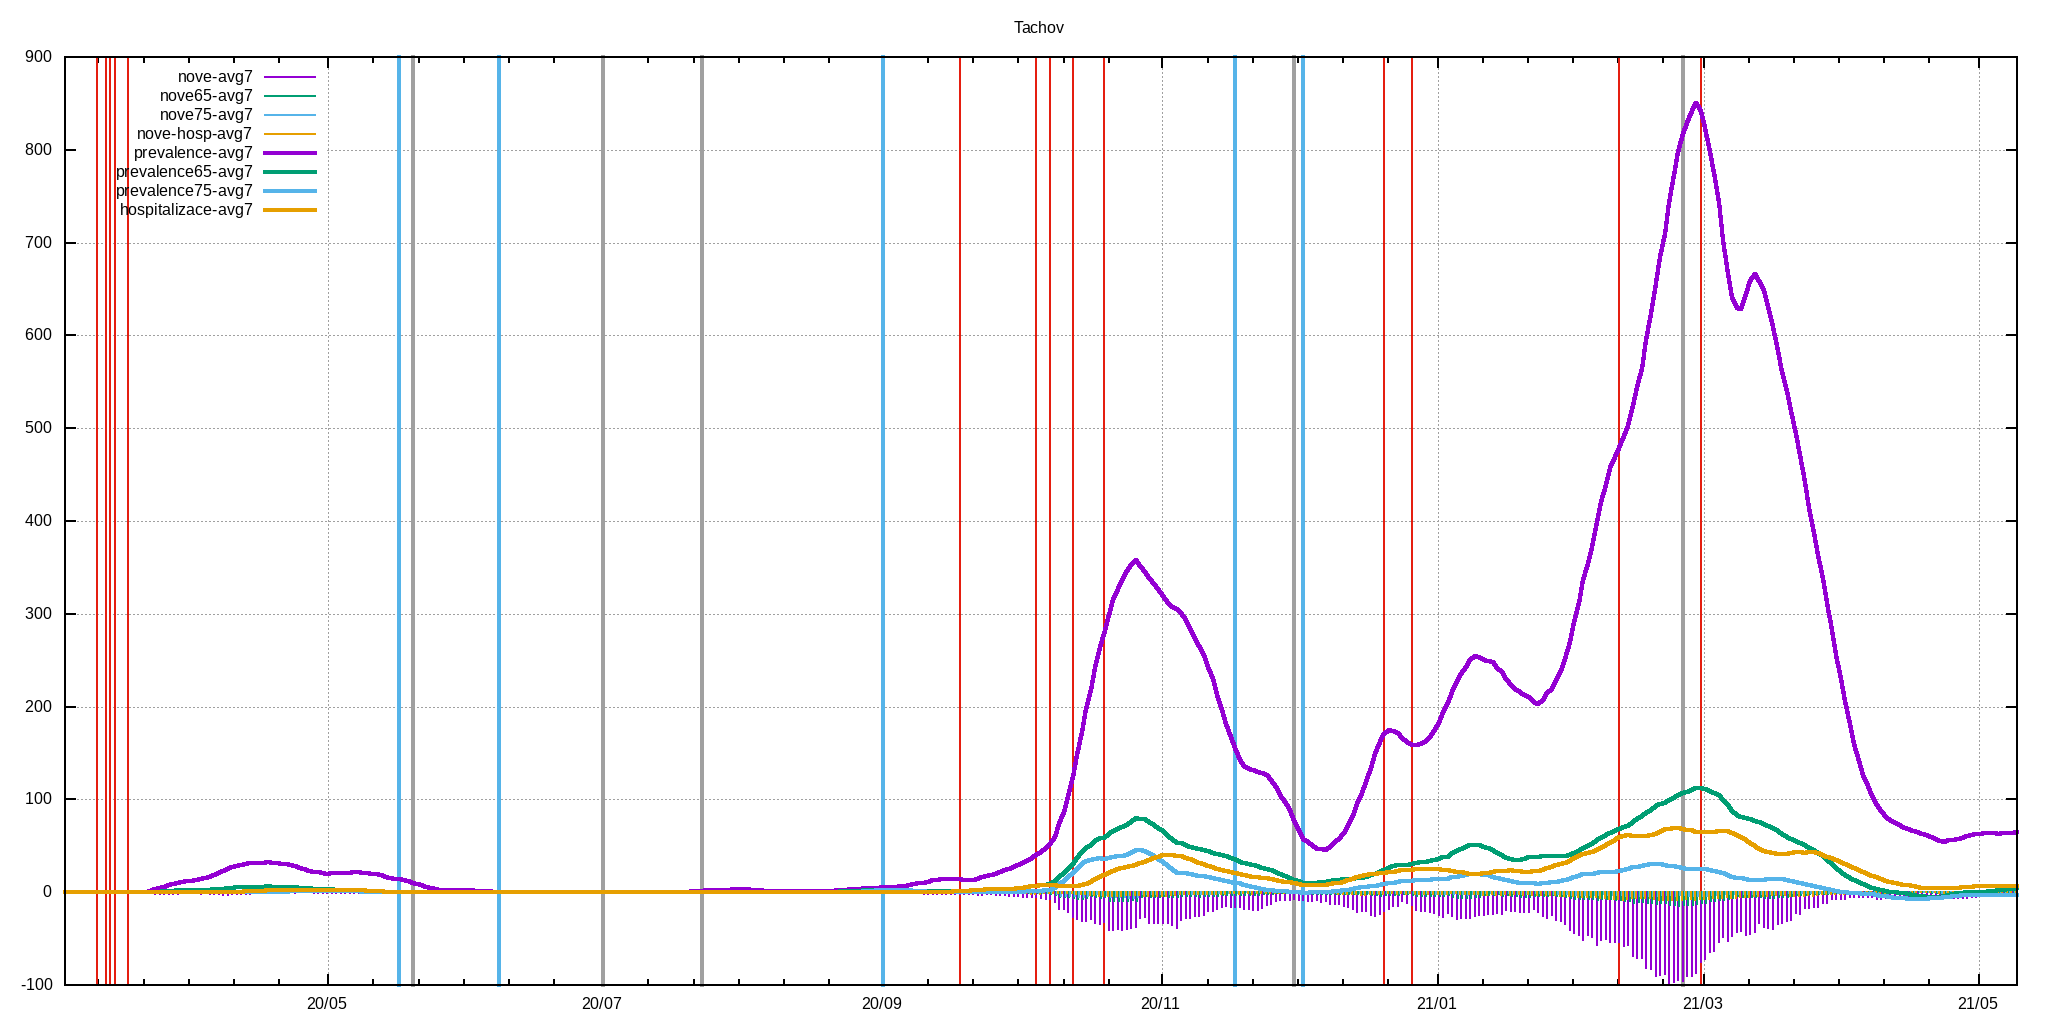 Tachov
900
800
700
600
500
400
300
200
100
0
-100
nove-avg7
nove65-avg7
nove75-avg7
nove-hosp-avg7
prevalence-avg7
prevalence65-avg7
prevalence75-avg7
hospitalizace-avg7
20/05 20/07 20/09 20/11 21/01 21/03 21/05